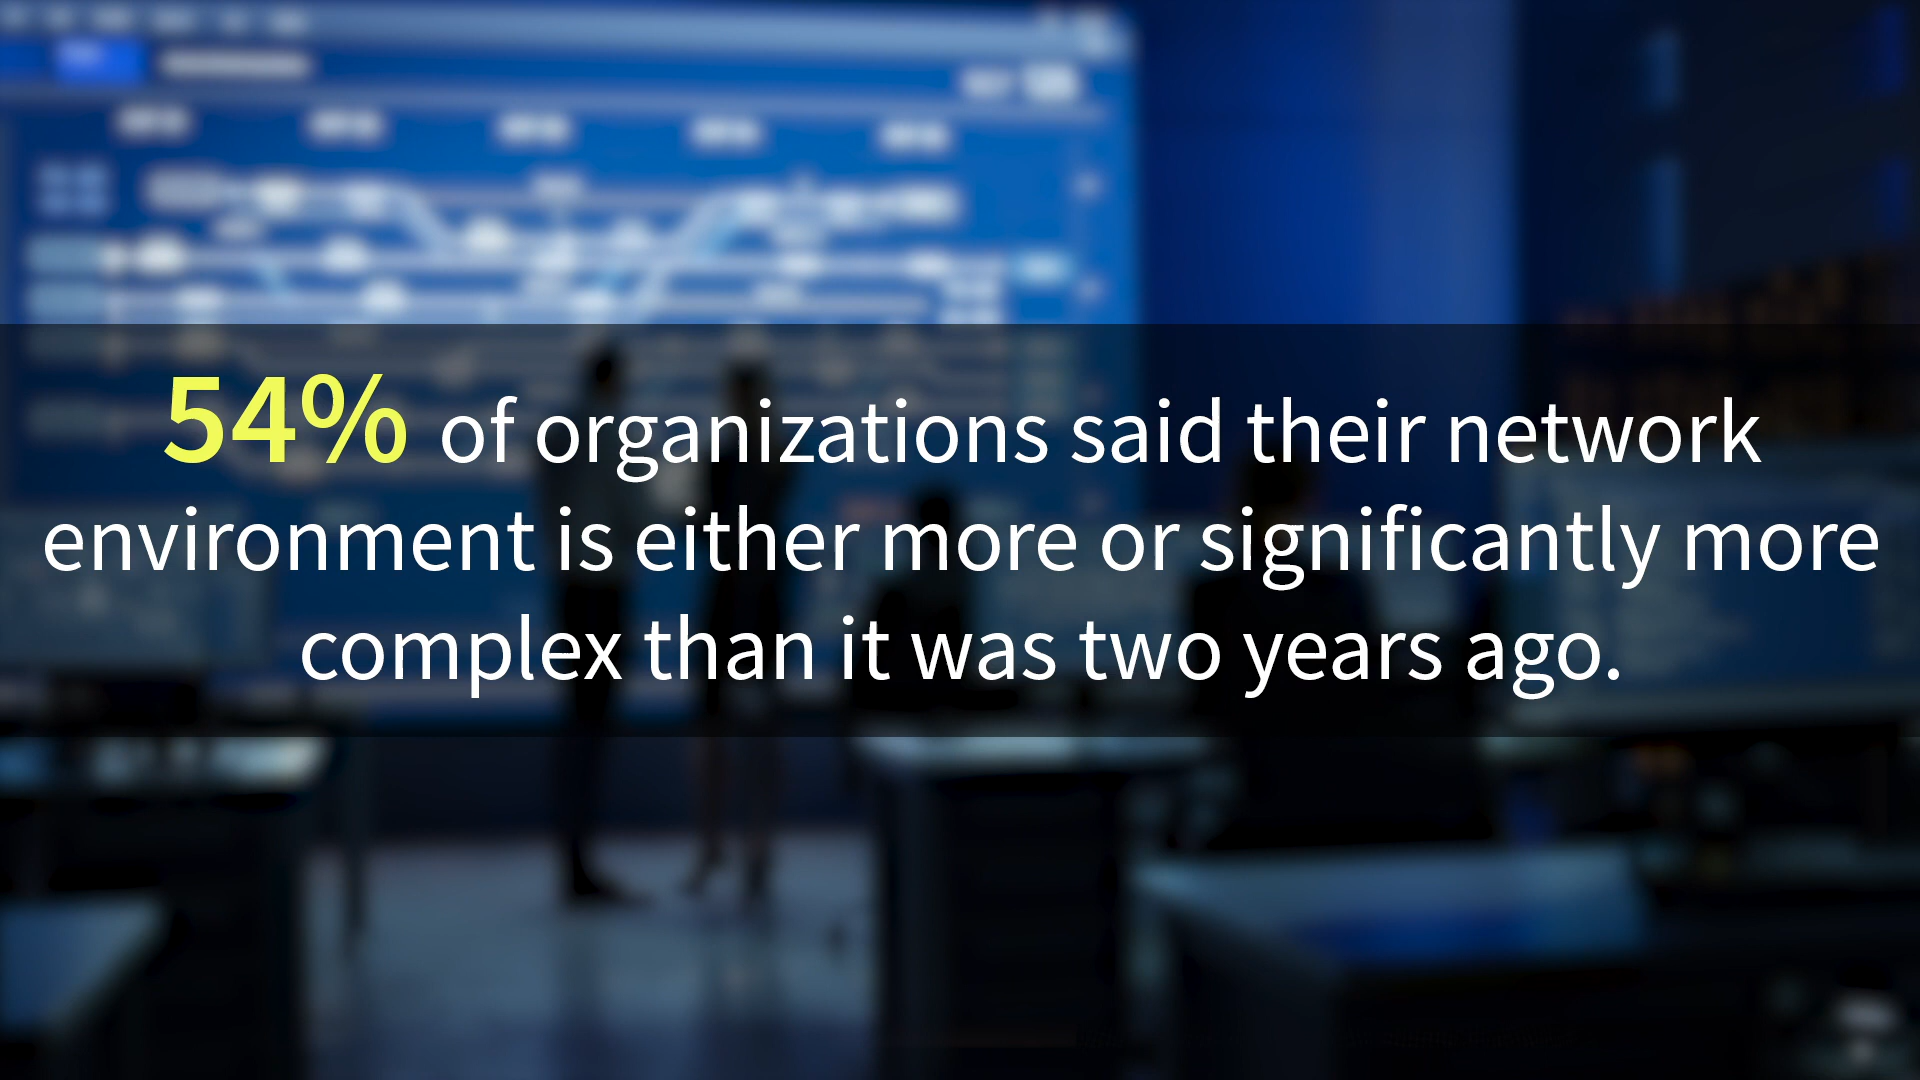 54% of organizations said their network
environment is either more or significantly more
complex than it was two years ago.